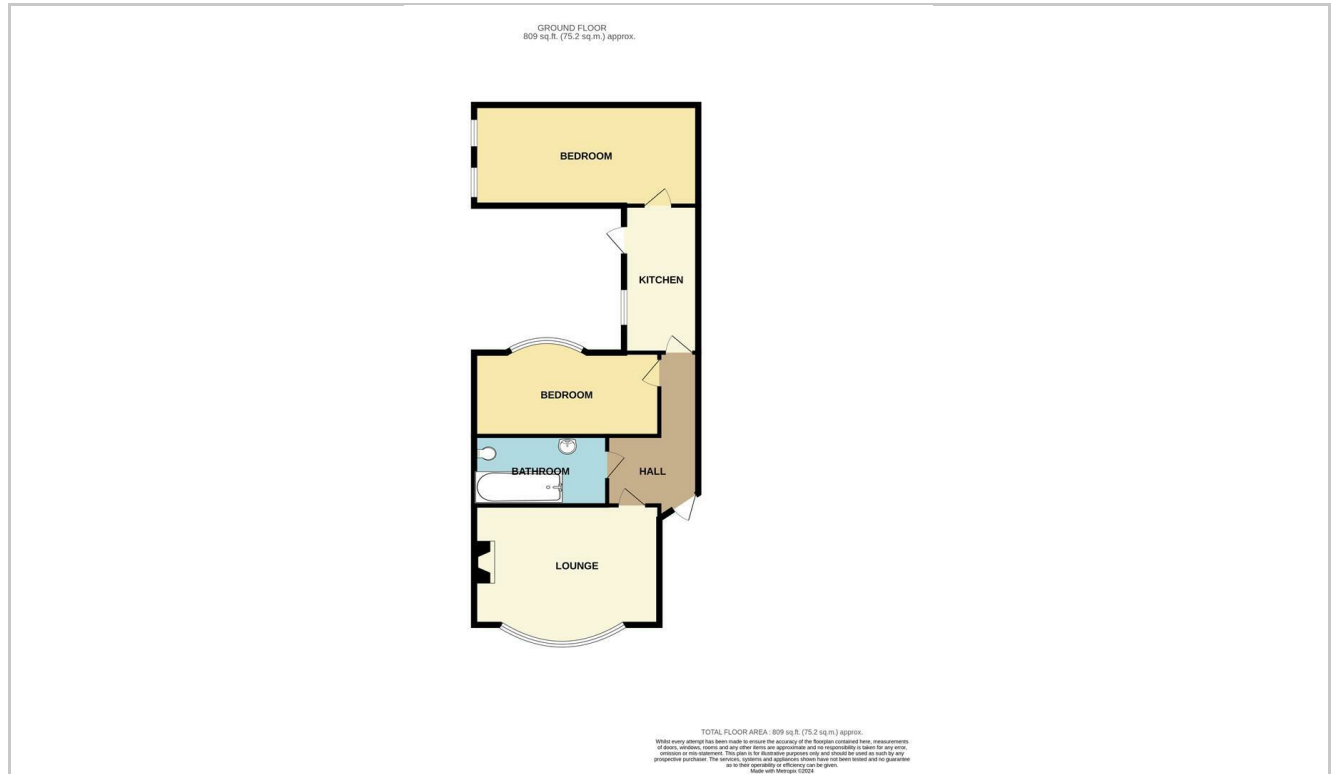 GROUND FLOOR
809 sq.ft. (75.2 sq.m.) approx.
BEDROOM
KITCHEN
BEDROOM
BATHROOM
HALL
LOUNGE
TOTAL FLOOR AREA : 809 sq.ft. (75.2 sq.m.) approx.
Whilst every attempt has been made to ensure the accuracy of the floorplan contained here, measurements
of doors, windows, rooms and any other items are approximate and no responsibility is taken for any error,
omission or mis-statement. This plan is for illustrative purposes only and should be used as such by any
prospective purchaser. The services, systems and appliances shown have not been tested and no guarantee
as to their operability or efficiency can be given.
Made with Metropix ©2024